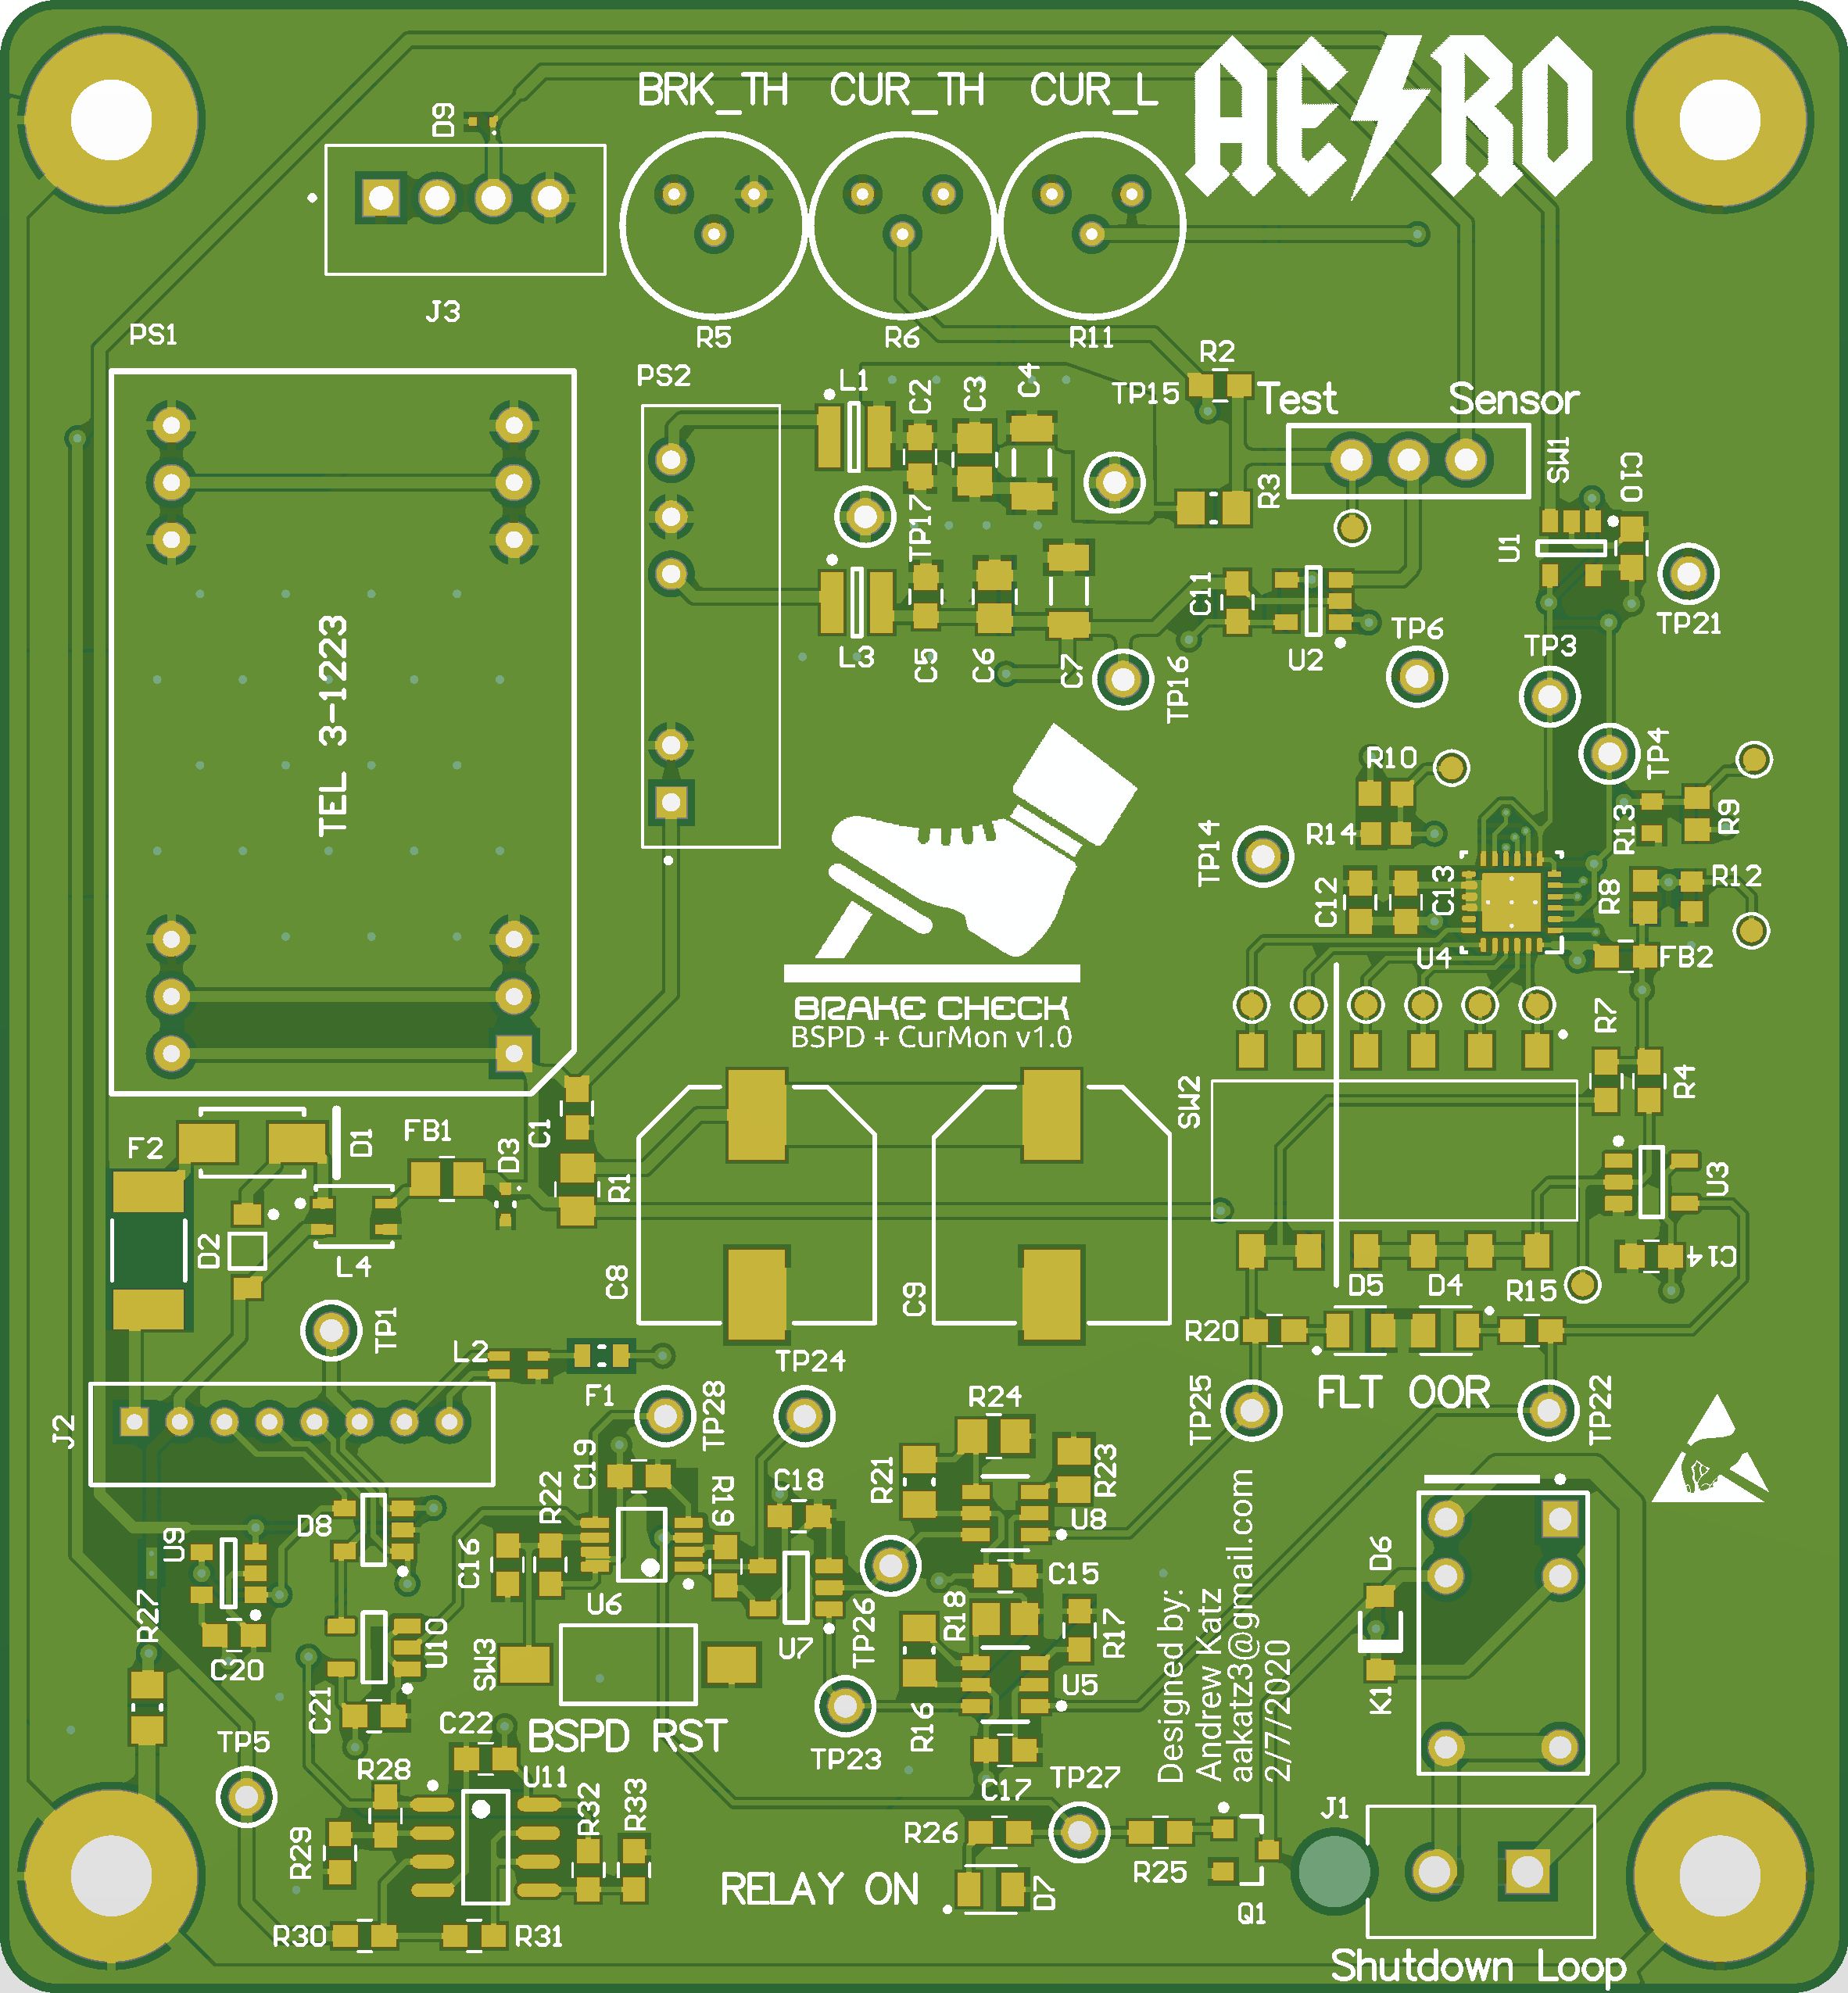 AE RO
BRK_TH CUR_TH CUR_L
D9
J3
R5 R6 R11
PS1
PS2
L1
C2
C3
C4
R2
TP15
Test Sensor
SW1
C10
R3
TP17
U1
TP21
TEL 3-1223
L3
C5
C6
C7
TP16
C11
U2
TP6
TP3
TP4
R10
R14
R13
R9
TP14
C12
C13
R8
R12
U4
FB2
BRAKE CHECK
BSPD + CurMon v1.0
R7
R4
SW2
U3
C14
F2
D1
FB1
D3
C1
R1
D2
L4
C8
C9
D5 D4 R15
R20
FLT OOR
TP1
L2
F1
TP28
TP24
TP25
TP22
J2
R24
R21
R23
U8
C19
R22
R19
C18
U9
D8
C16
U6
U7
TP26
C15
R18
R17
U5
R16
C17
TP23
R27
C20
U10
C21
SW3
BSPD RST
C22
TP5
R28
U11
R29
R32
R33
R30
R31
Designed by:
Andrew Katz
aakatz3@gmail.com
2/7/2020
D6
K1
TP27
R26
R25
RELAY ON
D7
Q1
J1
Shutdown Loop